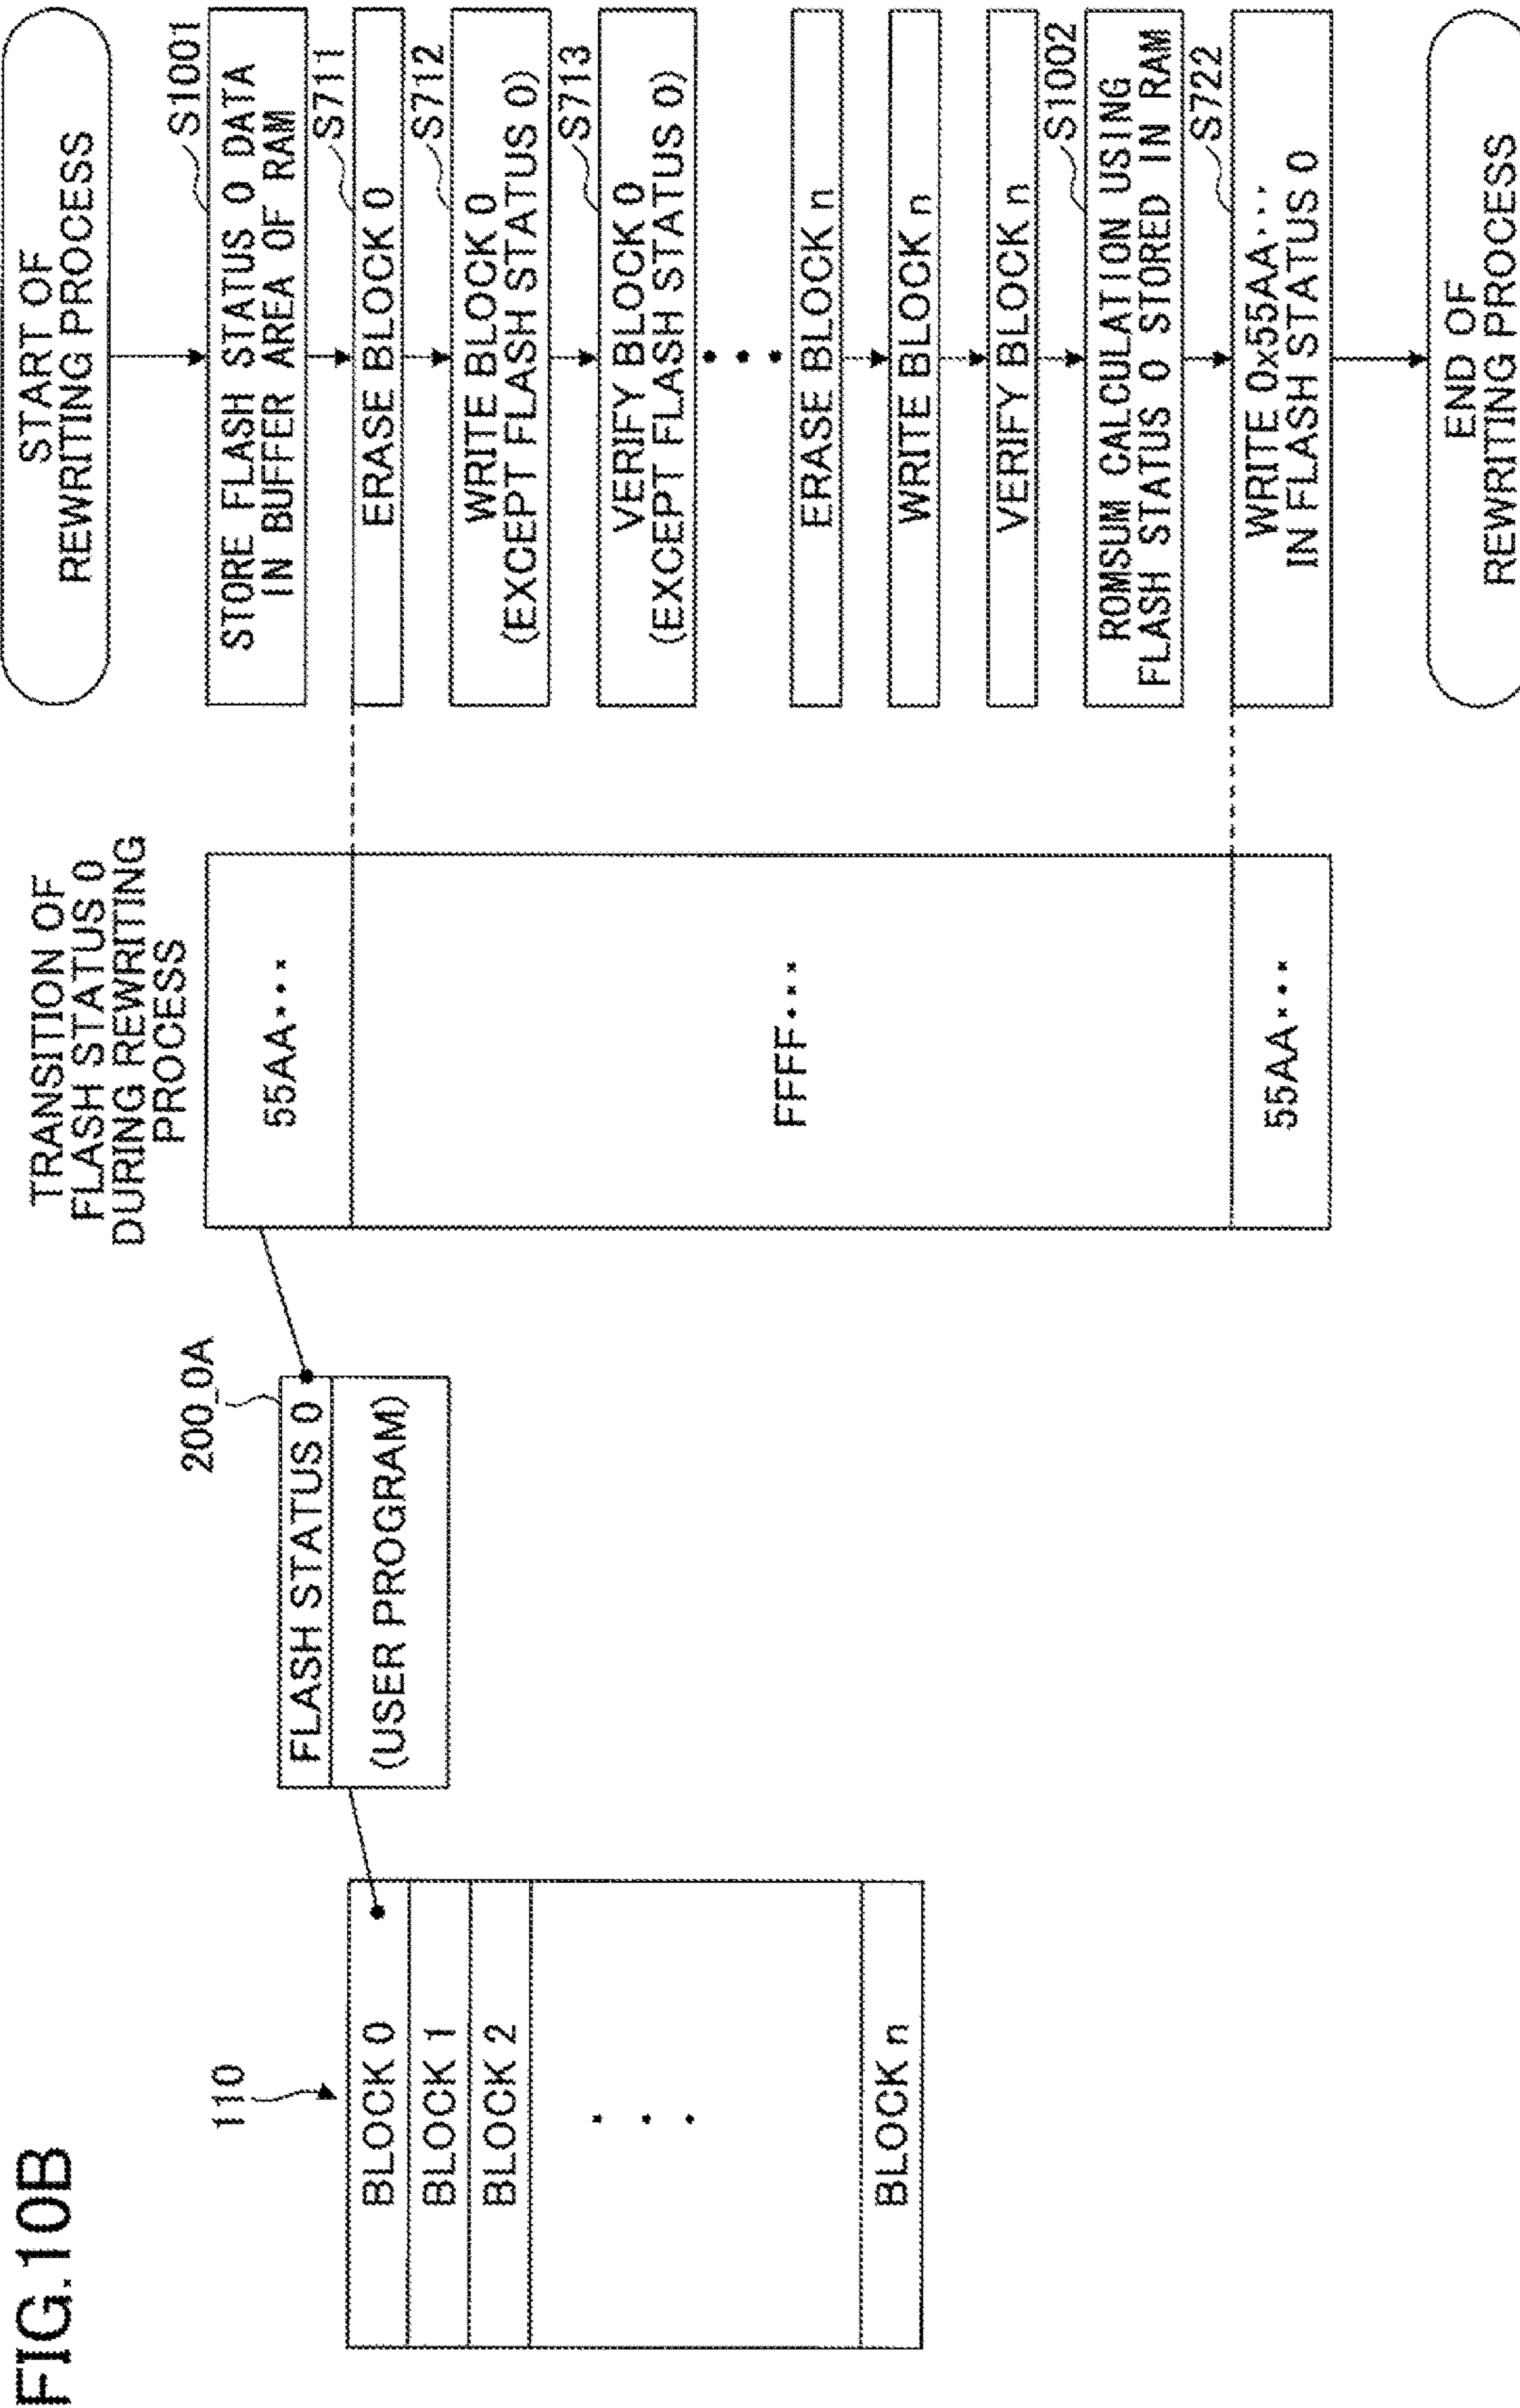 FIG.10B
110
BLOCK 0
BLOCK 1
BLOCK 2
BLOCK n
200_0A
FLASH STATUS 0
(USER PROGRAM)
TRANSITION OF
FLASH STATUS 0
DURING REWRITING
PROCESS
55AA···
FFFF···
55AA···
START OF
REWRITING PROCESS
S1001
STORE FLASH STATUS 0 DATA
IN BUFFER AREA OF RAM
S711
ERASE BLOCK 0
S712
WRITE BLOCK 0
(EXCEPT FLASH STATUS 0)
S713
VERIFY BLOCK 0
(EXCEPT FLASH STATUS 0)
ERASE BLOCK n
WRITE BLOCK n
VERIFY BLOCK n
S1002
ROMSUM CALCULATION USING
FLASH STATUS 0 STORED IN RAM
S722
WRITE 0x55AA···
IN FLASH STATUS 0
END OF
REWRITING PROCESS